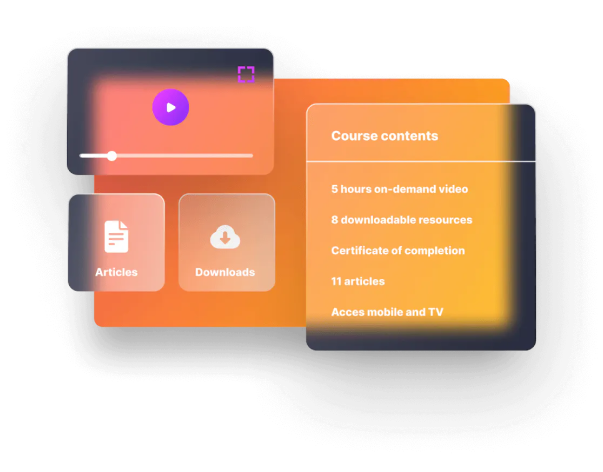 Course contents
5 hours on-demand video
8 downloadable resources
Certificate of completion
11 articles
Acces mobile and TV
Articles
Downloads